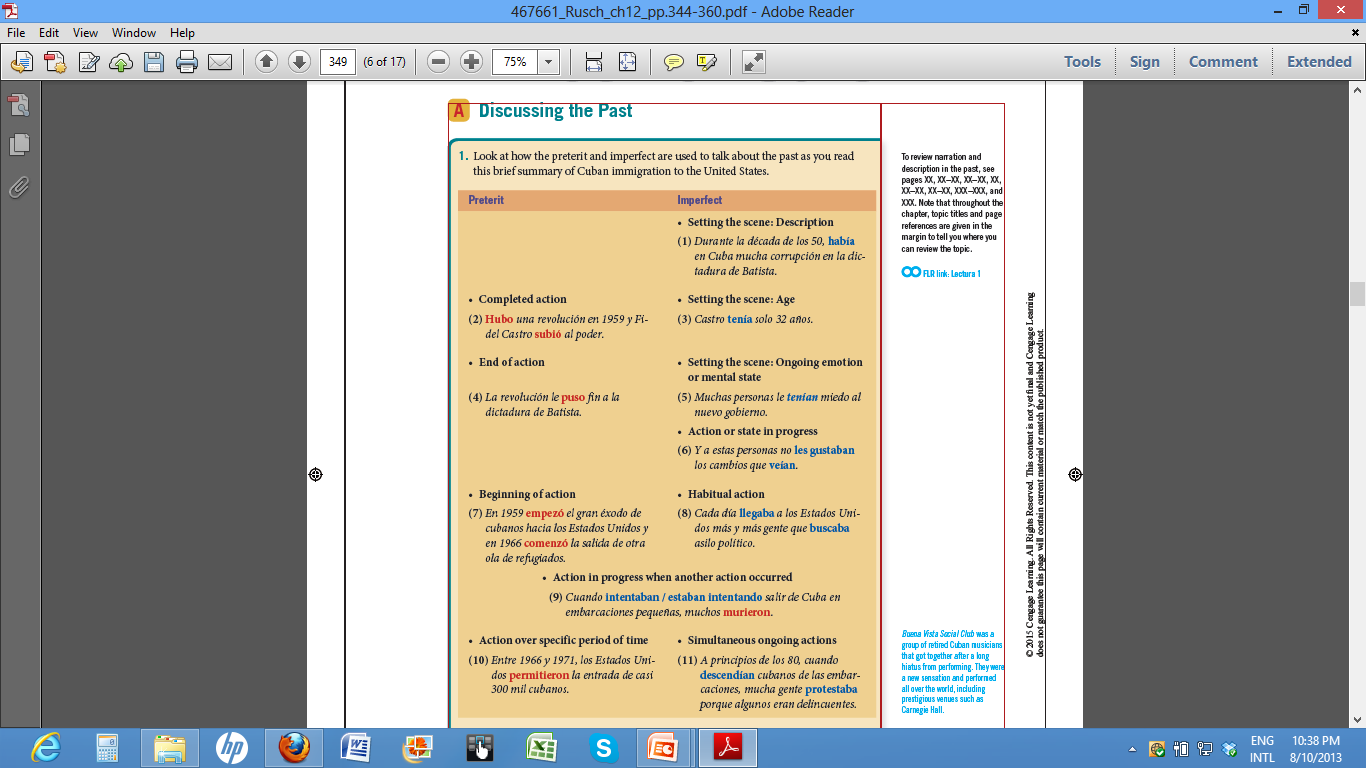 467661_Rusch_ch12_pp.344-360.pdf - Adobe Reader
File Edit View Window Help
349 (6 of 17) 75% Tools Sign Comment Extended
A Discussing the Past
1. Look at how the preterit and imperfect are used to talk about the past as you read
this brief summary of Cuban immigration to the United States.
Preterit Imperfect
• Setting the scene: Description
(1) Durante la década de los 50, había
en Cuba mucha corrupción en la dic-
tadura de Batista.
• Completed action
(2) Hubo una revolución en 1959 y Fi-
del Castro subió al poder.
• Setting the scene: Age
(3) Castro tenía solo 32 años.
• End of action
(4) La revolución le puso fin a la
dictadura de Batista.
• Setting the scene: Ongoing emotion
or mental state
(5) Muchas personas le tenían miedo al
nuevo gobierno.
• Action or state in progress
(6) Y a estas personas no les gustaban
los cambios que veían.
• Beginning of action
(7) En 1959 empezó el gran éxodo de
cubanos hacia los Estados Unidos y
en 1966 comenzó la salida de otra
ola de refugiados.
• Habitual action
(8) Cada día llegaba a los Estados Uni-
dos más y más gente que buscaba
asilo político.
• Action in progress when another action occurred
(9) Cuando intentaban / estaban intentando salir de Cuba en
embarcaciones pequeñas, muchos murieron.
• Action over specific period of time
(10) Entre 1966 y 1971, los Estados Uni-
dos permitieron la entrada de casi
300 mil cubanos.
• Simultaneous ongoing actions
(11) A principios de los 80, cuando
descendían cubanos de las embar-
caciones, mucha gente protestaba
porque algunos eran delincuentes.
To review narration and
description in the past, see
pages XX, XX–XX, XX–XX, XX,
XX–XX, XX–XX, XXX–XXX, and
XXX. Note that throughout the
chapter, topic titles and page
references are given in the
margin to tell you where you
can review the topic.
FLR link: Lectura 1
Buena Vista Social Club was a
group of retired Cuban musicians
that got together after a long
hiatus from performing. They were
a new sensation and performed
all over the world, including
prestigious venues such as
Carnegie Hall.
© 2015 Cengage Learning. All Rights Reserved. This content is not yet final and Cengage Learning
does not guarantee this page will contain current material or match the published product.
ENG 10:38 PM
INTL 8/10/2013